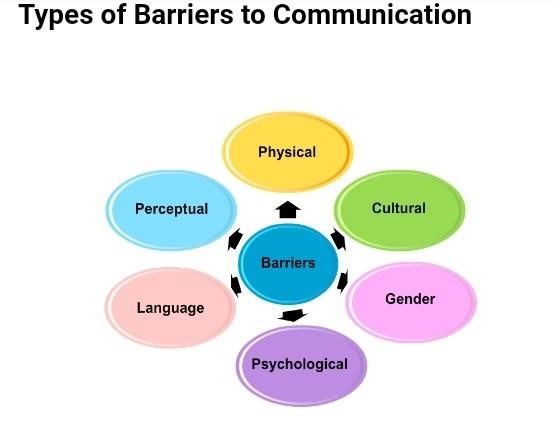 Types of Barriers to Communication
Physical
Perceptual
Cultural
Barriers
Language
Gender
Psychological